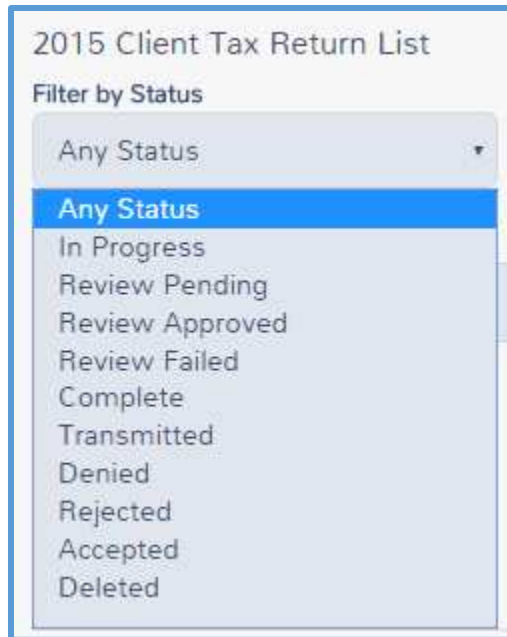 2015 Client Tax Return List
Filter by Status
Any Status
Any Status
In Progress
Review Pending
Review Approved
Review Failed
Complete
Transmitted
Denied
Rejected
Accepted
Deleted